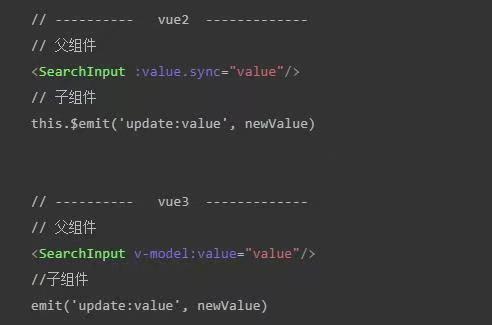 // ----------   vue2  -------------
// 父组件
<SearchInput :value.sync="value"/>
// 子组件
this.$emit('update:value', newValue)
// ----------   vue3  -------------
// 父组件
<SearchInput v-model:value="value"/>
//子组件
emit('update:value', newValue)